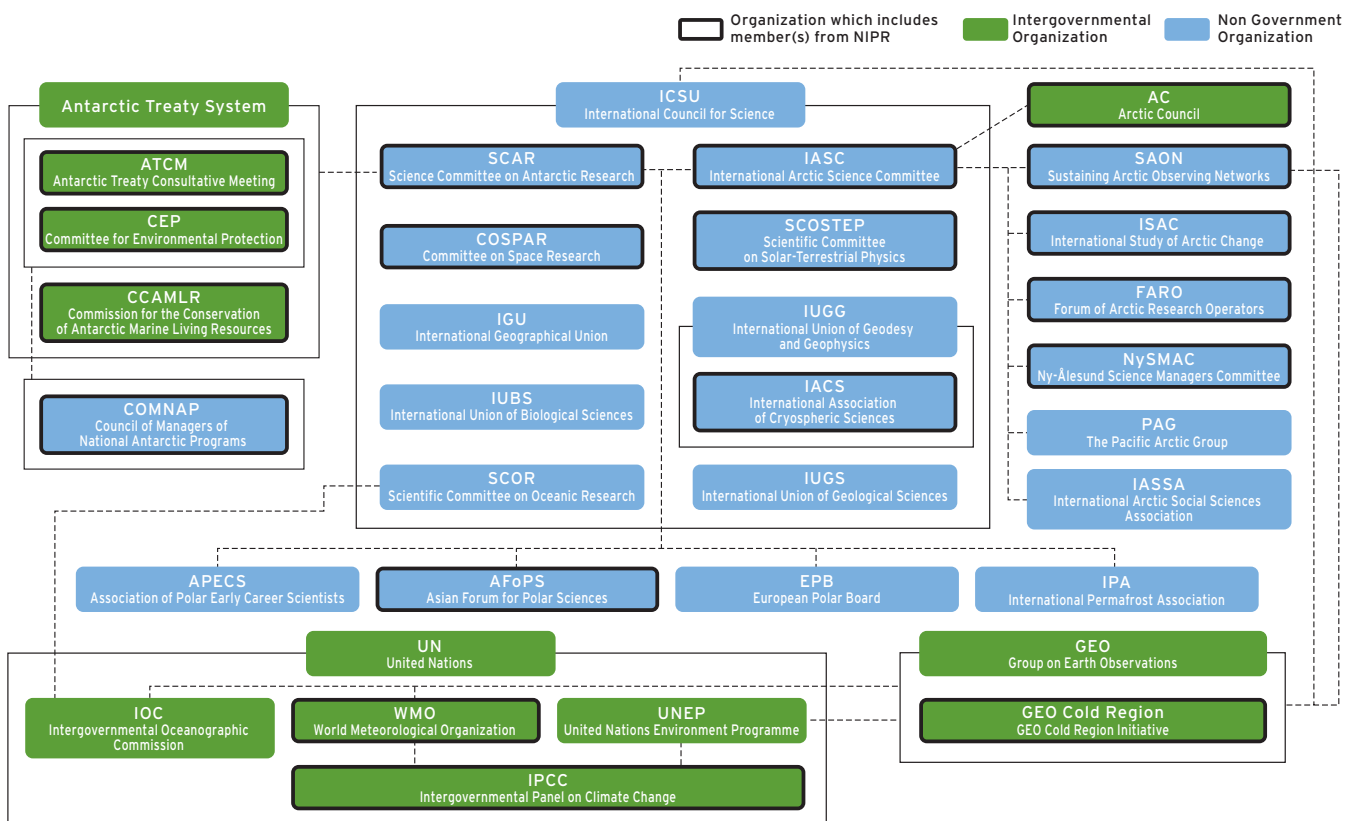 Organization which includes
member(s) from NIPR
Intergovernmental
Organization
Non Government
Organization
Antarctic Treaty System
ATCM
Antarctic Treaty Consultative Meeting
CEP
Committee for Environmental Protection
CCAMLR
Commission for the Conservation
of Antarctic Marine Living Resources
COMNAP
Council of Managers of
National Antarctic Programs
ICSU
International Council for Science
SCAR
Science Committee on Antarctic Research
COSPAR
Committee on Space Research
IGU
International Geographical Union
IUBS
International Union of Biological Sciences
SCOR
Scientific Committee on Oceanic Research
IASC
International Arctic Science Committee
SCOSTEP
Scientific Committee
on Solar-Terrestrial Physics
IUGG
International Union of Geodesy
and Geophysics
IACS
International Association
of Cryospheric Sciences
IUGS
International Union of Geological Sciences
AC
Arctic Council
SAON
Sustaining Arctic Observing Networks
ISAC
International Study of Arctic Change
FARO
Forum of Arctic Research Operators
NySMAC
Ny-Ålesund Science Managers Committee
PAG
The Pacific Arctic Group
IASSA
International Arctic Social Sciences
Association
APECS
Association of Polar Early Career Scientists
AFoPS
Asian Forum for Polar Sciences
EPB
European Polar Board
IPA
International Permafrost Association
UN
United Nations
IOC
Intergovernmental Oceanographic
Commission
WMO
World Meteorological Organization
UNEP
United Nations Environment Programme
IPCC
Intergovernmental Panel on Climate Change
GEO
Group on Earth Observations
GEO Cold Region
GEO Cold Region Initiative